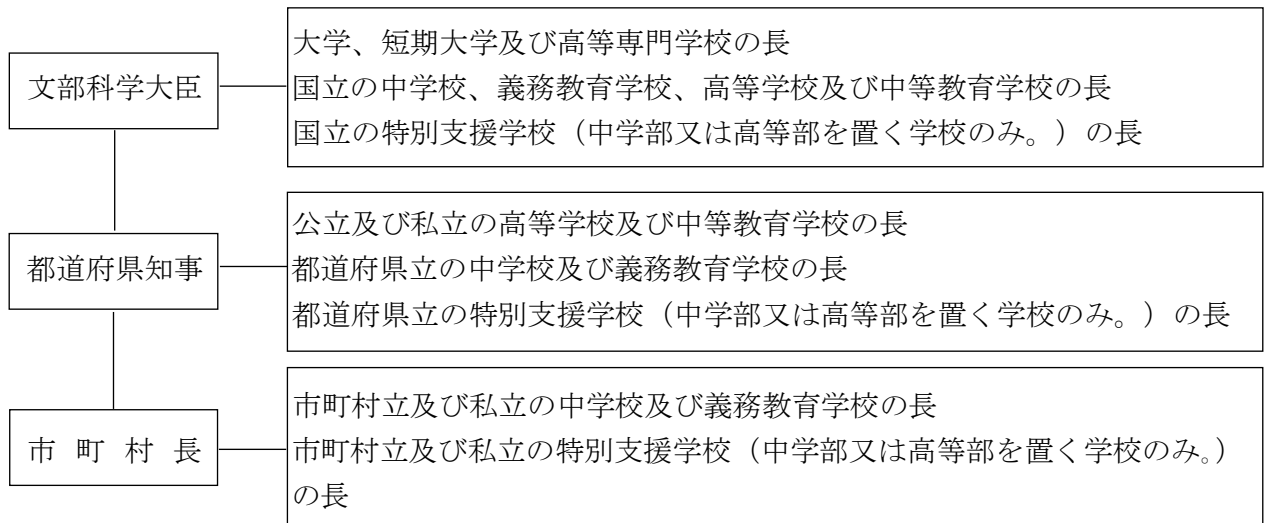 文部科学大臣
大学、短期大学及び高等専門学校の長
国立の中学校、義務教育学校、高等学校及び中等教育学校の長
国立の特別支援学校（中学部又は高等部を置く学校のみ。）の長
都道府県知事
公立及び私立の高等学校及び中等教育学校の長
都道府県立の中学校及び義務教育学校の長
都道府県立の特別支援学校（中学部又は高等部を置く学校のみ。）の長
市町村長
市町村立及び私立の中学校及び義務教育学校の長
市町村立及び私立の特別支援学校（中学部又は高等部を置く学校のみ。）
の長